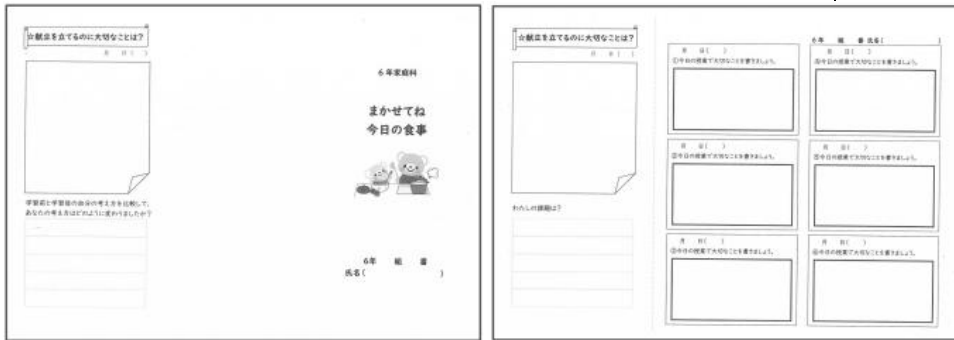 ☆献立を立てるのに大切なことは?
月 日( )
学習前と学習後の自分の考え方を比較して、
あなたの考え方はどのように変わりましたか?
6年家庭科
まかせてね
今日の食事
6年 組 番
氏名( )
☆献立を立てるのに大切なことは?
月 日( )
わたしの課題は?
6年 組 番 氏名( )
月 日( )
①今日の授業で大切なことを書きましょう。
月 日( )
④今日の授業で大切なことを書きましょう。
月 日( )
②今日の授業で大切なことを書きましょう。
月 日( )
⑤今日の授業で大切なことを書きましょう。
月 日( )
③今日の授業で大切なことを書きましょう。
月 日( )
⑥今日の授業で大切なことを書きましょう。